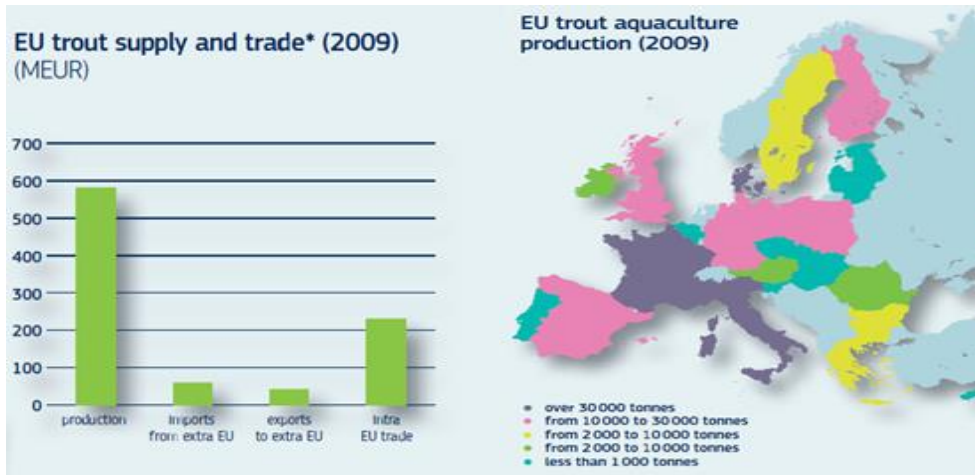 EU trout supply and trade* (2009)
(MEUR)
700
600
500
400
300
200
100
0
production
imports
from extra EU
exports
to extra EU
intra
EU trade
EU trout aquaculture
production (2009)
over 30 000 tonnes
from 10 000 to 30 000 tonnes
from 2 000 to 10 000 tonnes
from 2 000 to 10 000 tonnes
less than 1 000 tonnes